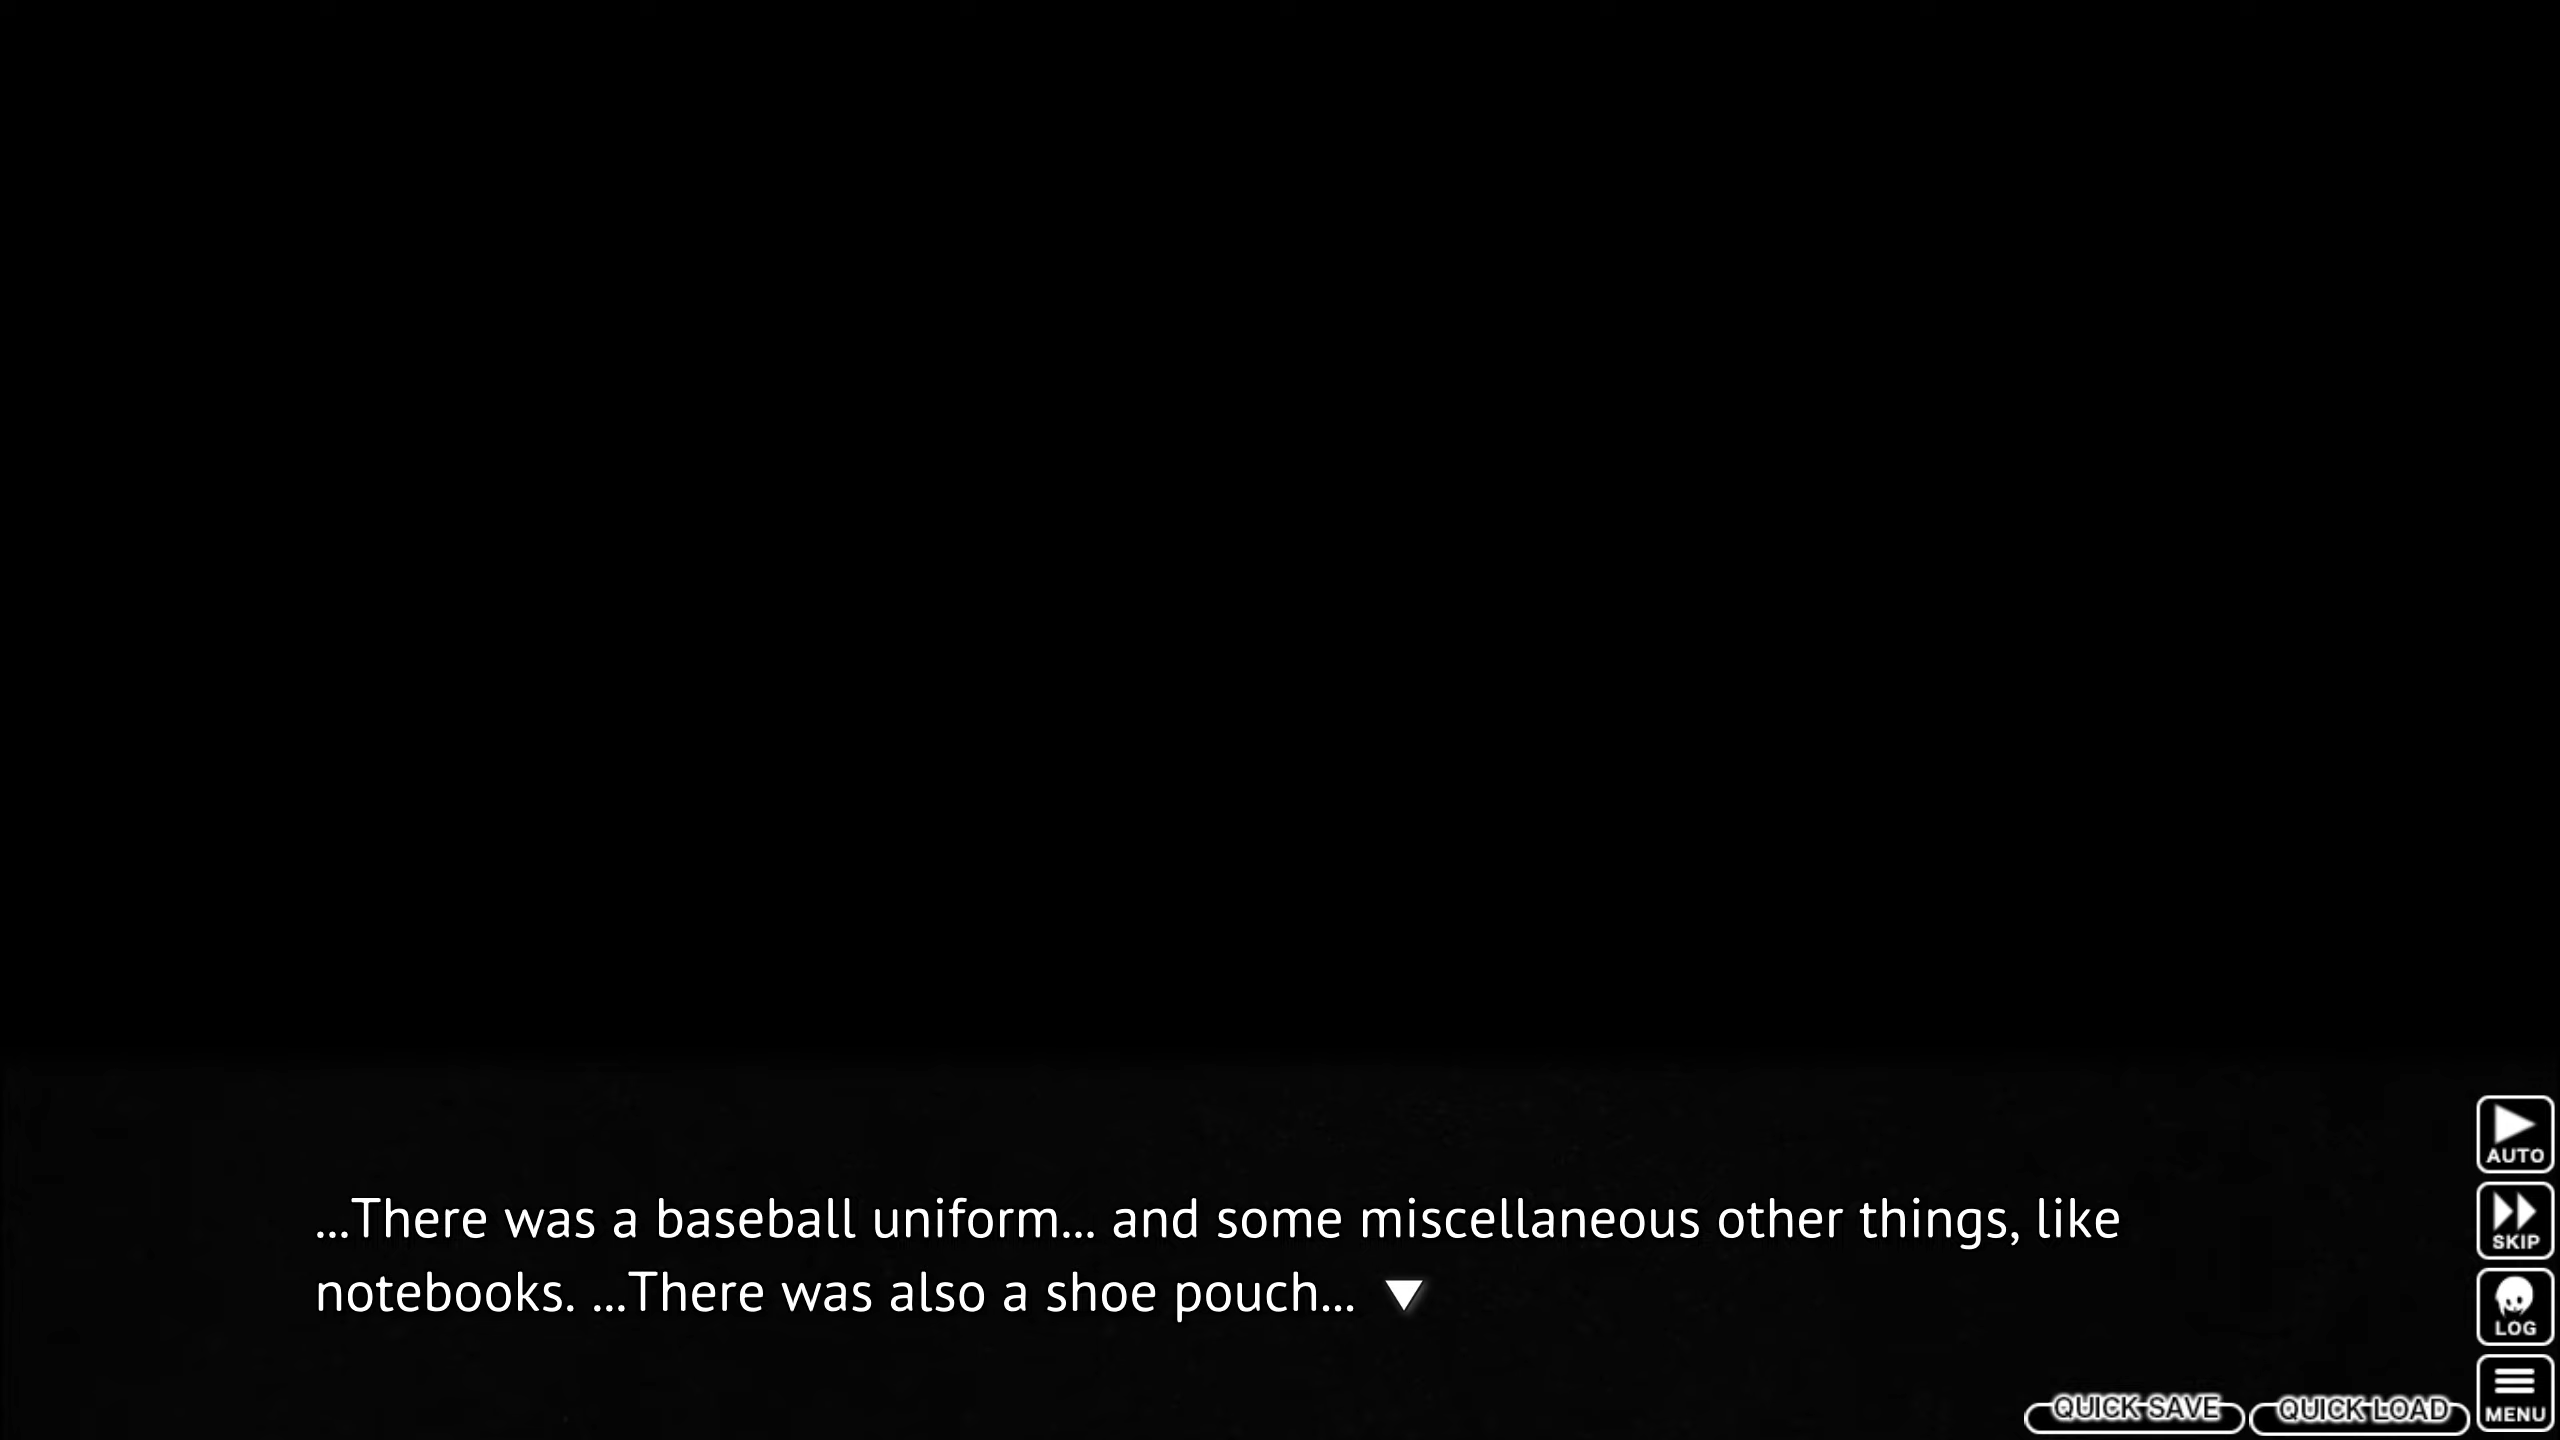 ...There was a baseball uniform... and some miscellaneous other things, like
notebooks. ...There was also a shoe pouch...
AUTO
SKIP
LOG
MENU
QUICK SAVE
QUICK LOAD